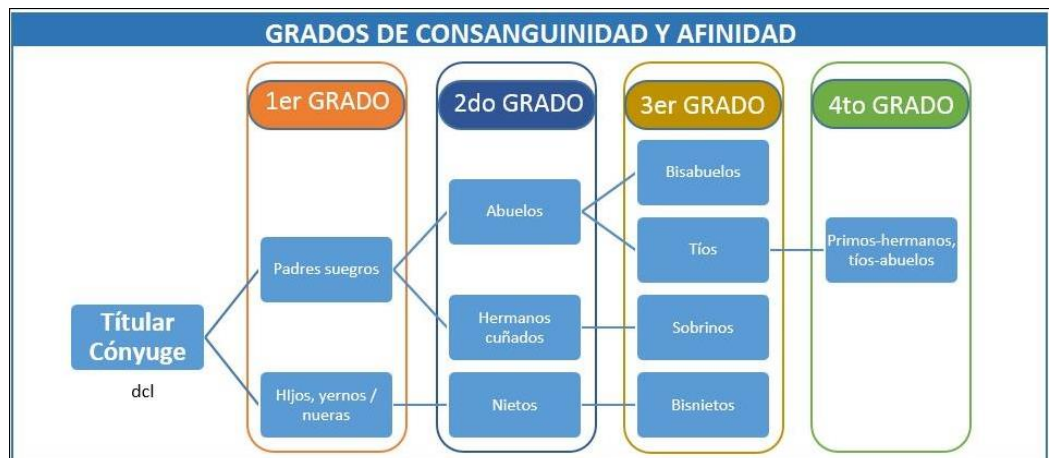 GRADOS DE CONSANGUINIDAD Y AFINIDAD
1er GRADO
2do GRADO
3er GRADO
4to GRADO
Títular
Cónyuge
dcl
Padres suegros
HIjos, yernos /
nueras
Abuelos
Hermanos
cuñados
Nietos
Bisabuelos
Tíos
Sobrinos
Bisnietos
Primos-hermanos,
tíos-abuelos